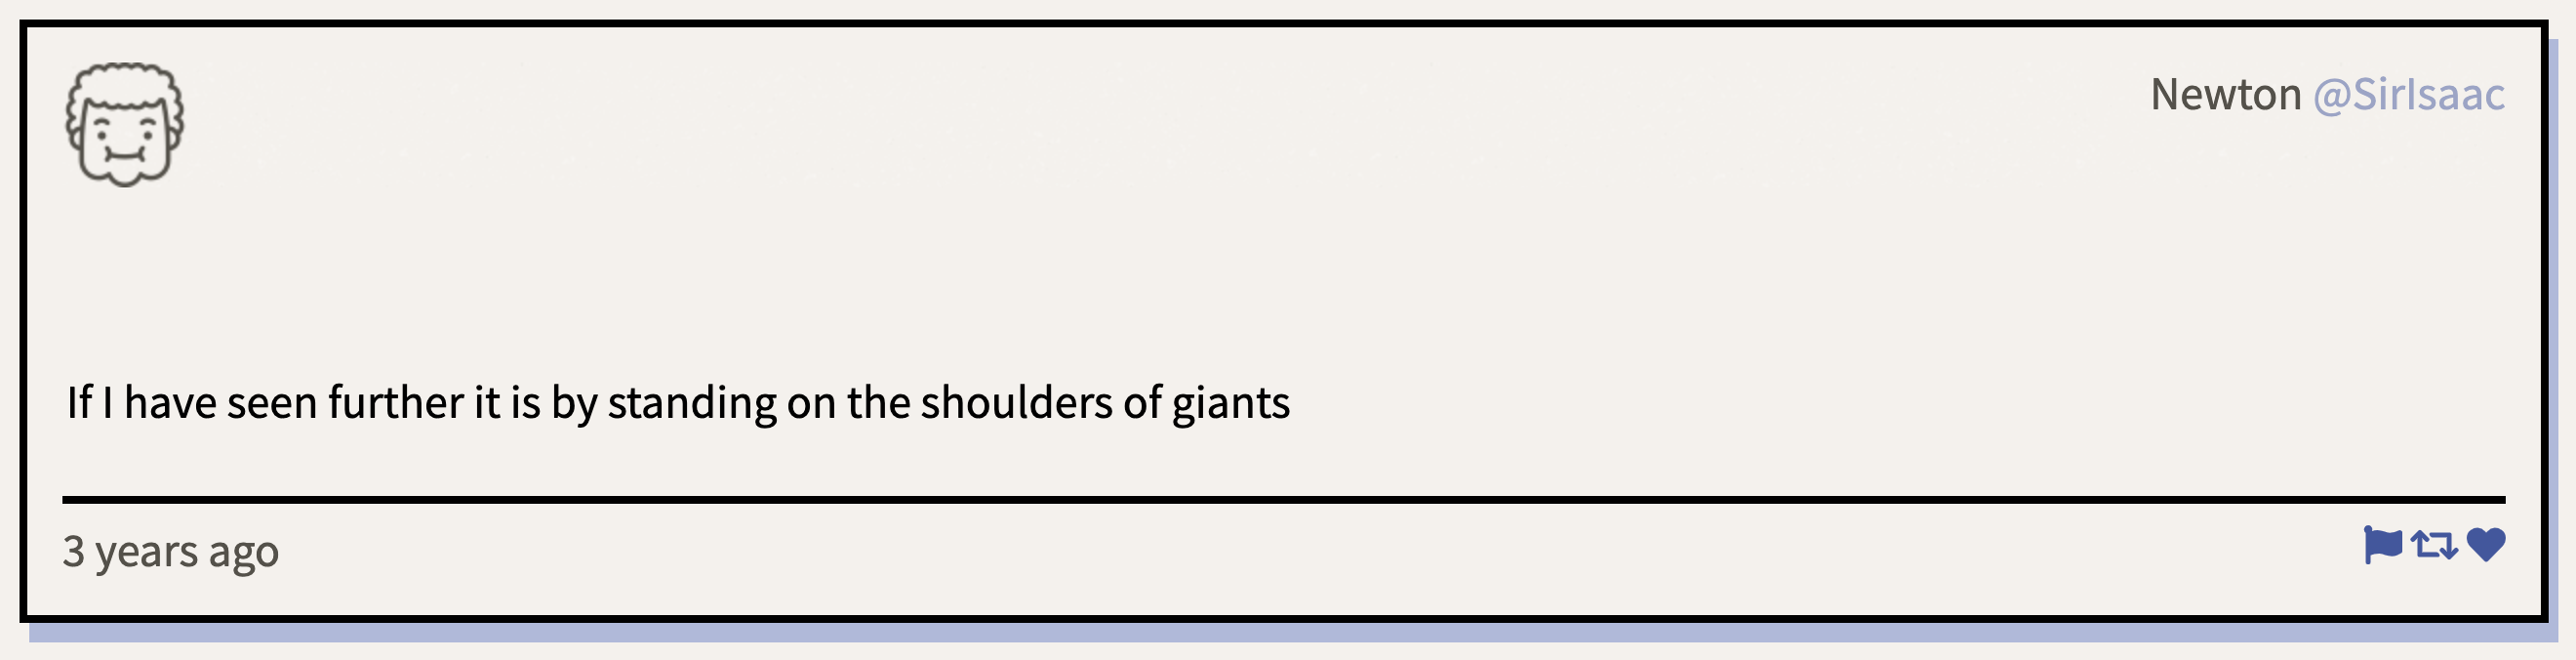 Newton @SirIsaac
If I have seen further it is by standing on the shoulders of giants
3 years ago